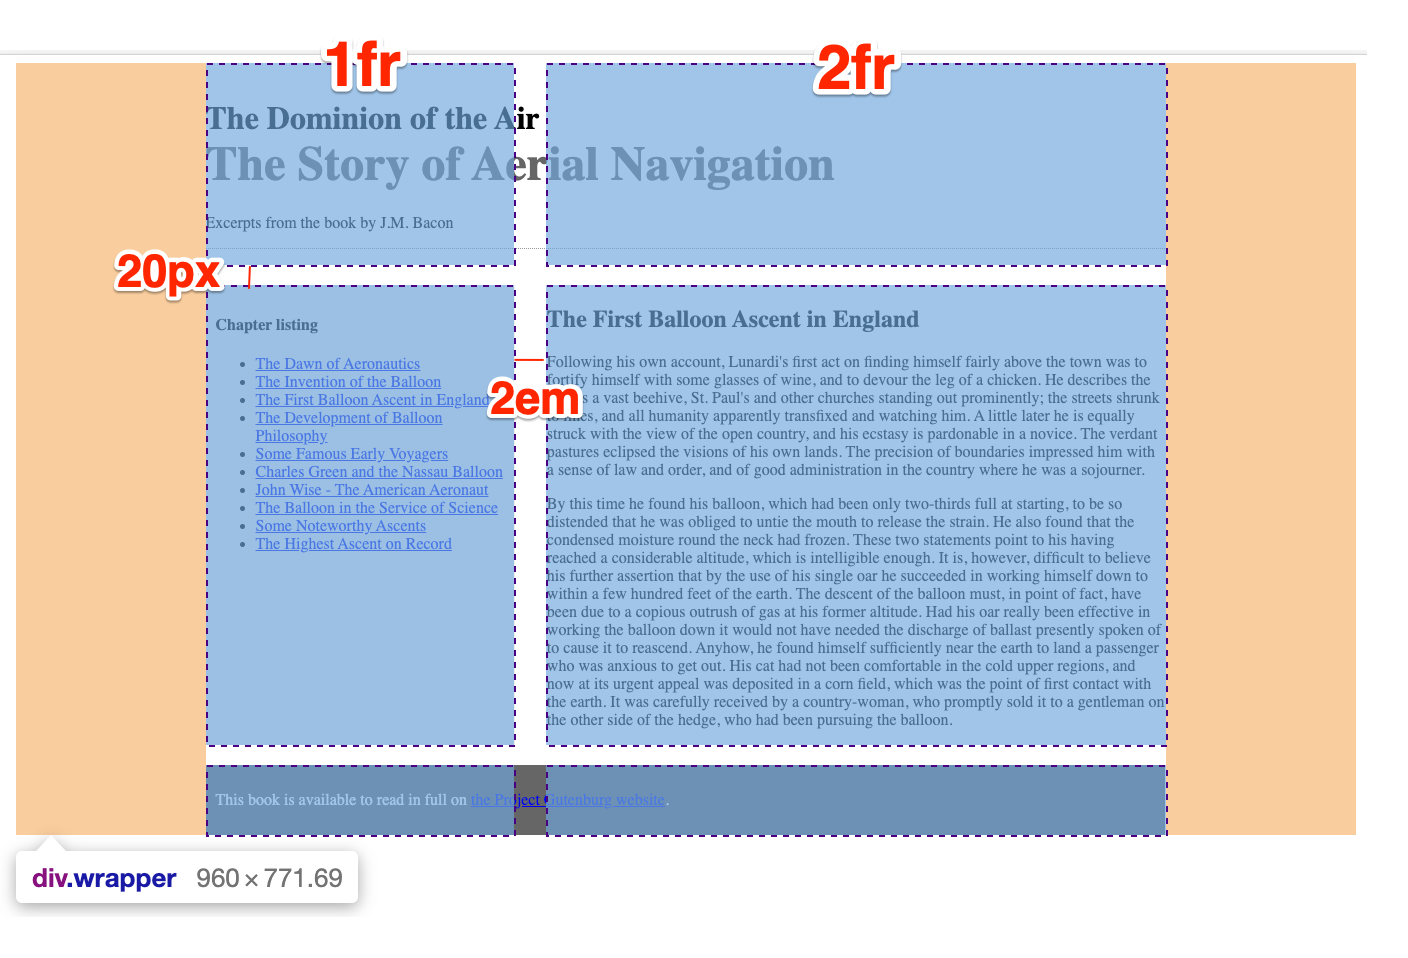 1fr
2fr
The Dominion of the Air
The Story of Aerial Navigation
Excerpts from the book by J.M. Bacon
20px
Chapter listing
The Dawn of Aeronautics
The Invention of the Balloon
The First Balloon Ascent in England
The Development of Balloon
Philosophy
Some Famous Early Voyagers
Charles Green and the Nassau Balloon
John Wise - The American Aeronaut
The Balloon in the Service of Science
Some Noteworthy Ascents
The Highest Ascent on Record
2em
The First Balloon Ascent in England
Following his own account, Lunardi's first act on finding himself fairly above the town was to
fortify himself with some glasses of wine, and to devour the leg of a chicken. He describes the
a vast beehive, St. Paul's and other churches standing out prominently; the streets shrunk
and all humanity apparently transfixed and watching him. A little later he is equally
struck with the view of the open country, and his ecstasy is pardonable in a novice. The verdant
pastures eclipsed the visions of his own lands. The precision of boundaries impressed him with
a sense of law and order, and of good administration in the country where he was a sojourner.
By this time he found his balloon, which had been only two-thirds full at starting, to be so
distended that he was obliged to untie the mouth to release the strain. He also found that the
condensed moisture round the neck had frozen. These two statements point to his having
reached a considerable altitude, which is intelligible enough. It is, however, difficult to believe
his further assertion that by the use of his single oar he succeeded in working himself down to
within a few hundred feet of the earth. The descent of the balloon must, in point of fact, have
been due to a copious outrush of gas at his former altitude. Had his oar really been effective in
working the balloon down it would not have needed the discharge of ballast presently spoken of
to cause it to reascend. Anyhow, he found himself sufficiently near the earth to land a passenger
who was anxious to get out. His cat had not been comfortable in the cold upper regions, and
now at its urgent appeal was deposited in a corn field, which was the point of first contact with
the earth. It was carefully received by a country-woman, who promptly sold it to a gentleman on
the other side of the hedge, who had been pursuing the balloon.
This book is available to read in full on the Project Gutenburg website.
div.wrapper 960 × 771.69